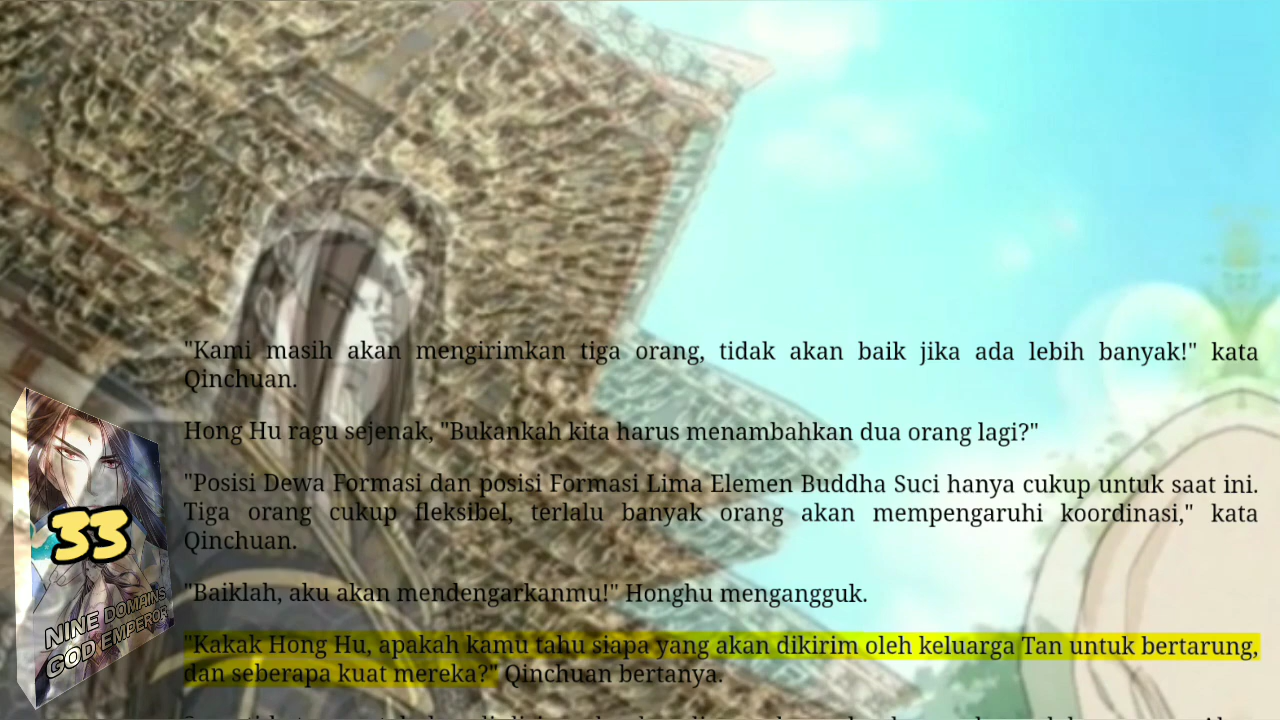 "Kami masih akan mengirimkan tiga orang, tidak akan baik jika ada lebih banyak!" kata
Qinchuan.
Hong Hu ragu sejenak, "Bukankah kita harus menambahkan dua orang lagi?"
"Posisi Dewa Formasi dan posisi Formasi Lima Elemen Buddha Suci hanya cukup untuk saat ini.
Tiga orang cukup fleksibel, terlalu banyak orang akan mempengaruhi koordinasi," kata
Qinchuan.
"Baiklah, aku akan mendengarkanmu!" Honghu mengangguk.
"Kakak Hong Hu, apakah kamu tahu siapa yang akan dikirim oleh keluarga Tan untuk bertarung,
dan seberapa kuat mereka?" Qinchuan bertanya.
33
NINE DOMAINS
GOD EMPEROR